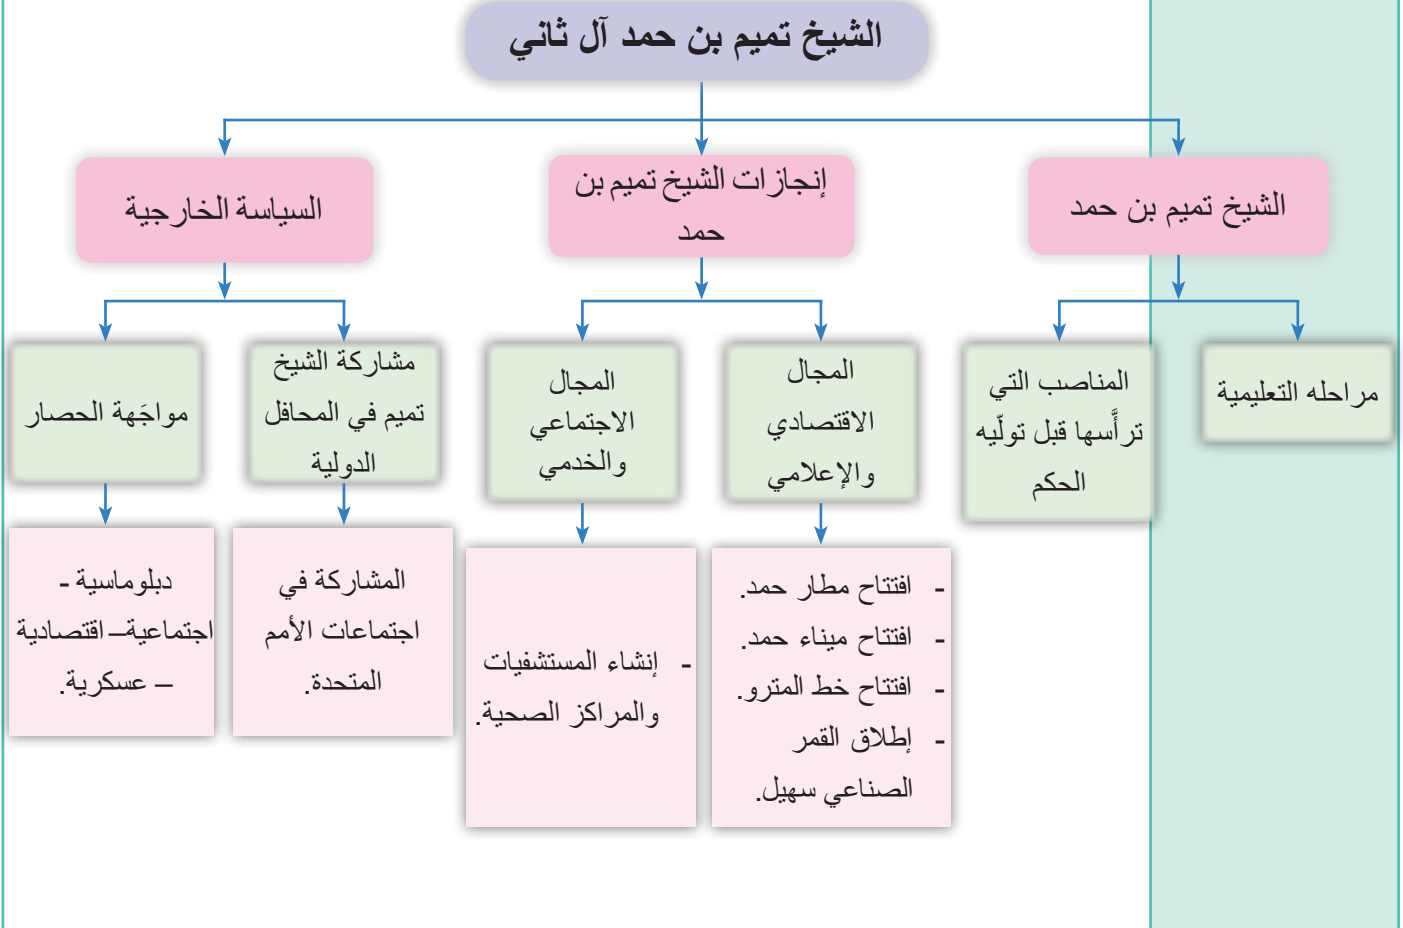 الشيخ تميم بن حمد آل ثاني
الشيخ تميم بن حمد
إنجازات الشيخ تميم بن
حمد
السياسة الخارجية
مراحله التعليمية
المناصب التي
ترأَّسها قبل تولّيه
الحكم
المجال
الاقتصادي
والإعلامي
المجال
الاجتماعي
والخدمي
مشاركة الشيخ
تميم في المحافل
الدولية
مواجَهة الحصار
- افتتاح مطار حمد.
- افتتاح ميناء حمد.
- افتتاح خط المترو.
- إطلاق القمر
الصناعي سهيل.
- إنشاء المستشفيات
والمراكز الصحية.
المشاركة في
اجتماعات الأمم
المتحدة.
دبلوماسية -
اجتماعية– اقتصادية
– عسكرية.